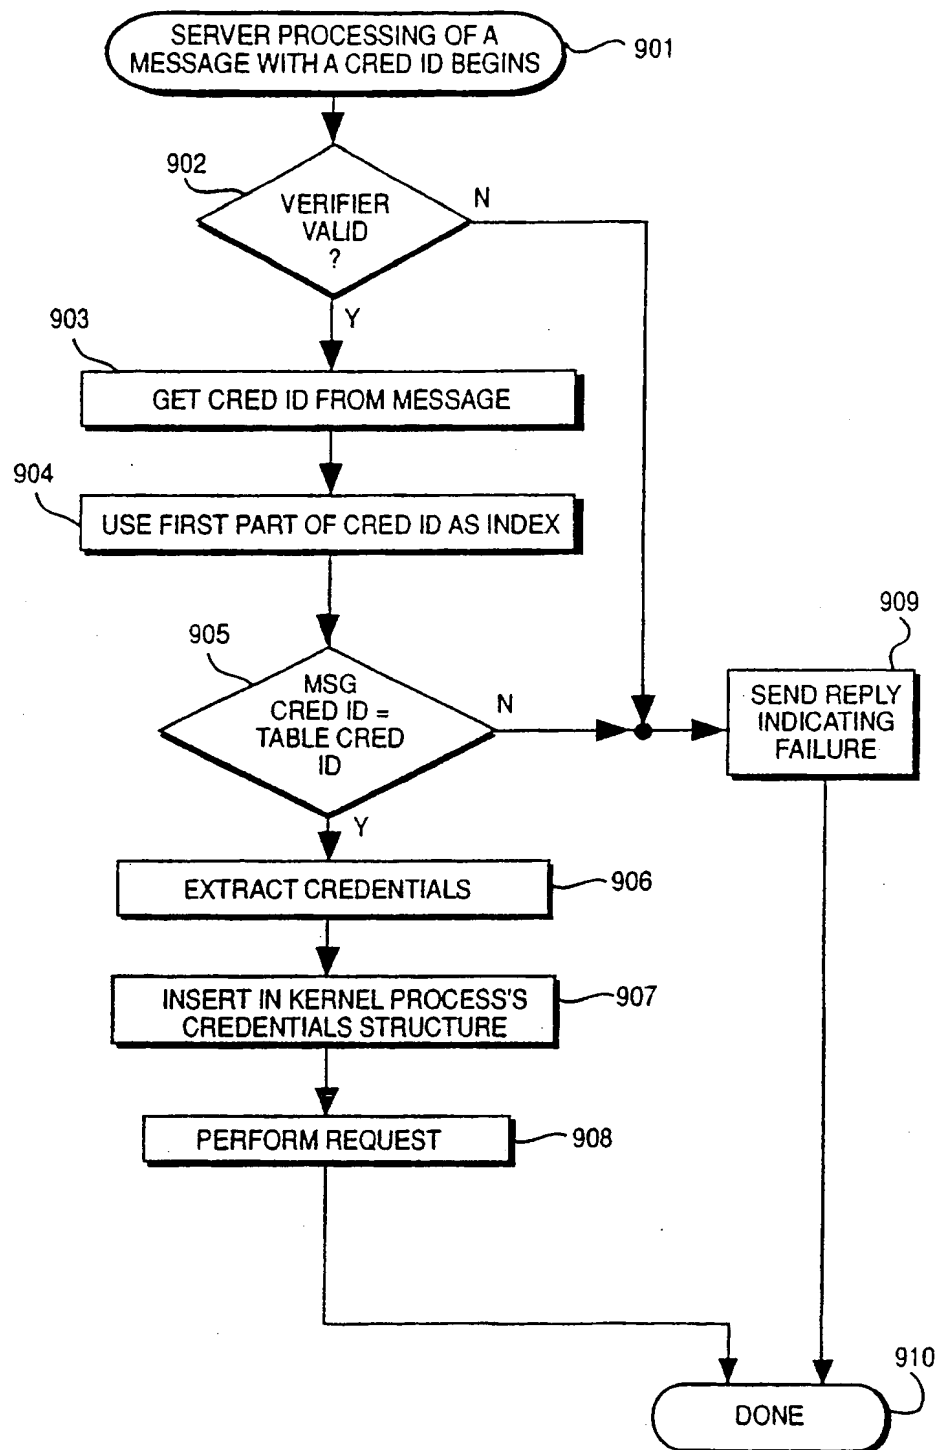 SERVER PROCESSING OF A
MESSAGE WITH A CRED ID BEGINS
901
902
VERIFIER
VALID
?
N
Y
903
GET CRED ID FROM MESSAGE
904
USE FIRST PART OF CRED ID AS INDEX
905
MSG
CRED ID =
TABLE CRED
ID
N
Y
909
SEND REPLY
INDICATING
FAILURE
EXTRACT CREDENTIALS
906
INSERT IN KERNEL PROCESS'S
CREDENTIALS STRUCTURE
907
PERFORM REQUEST
908
910
DONE